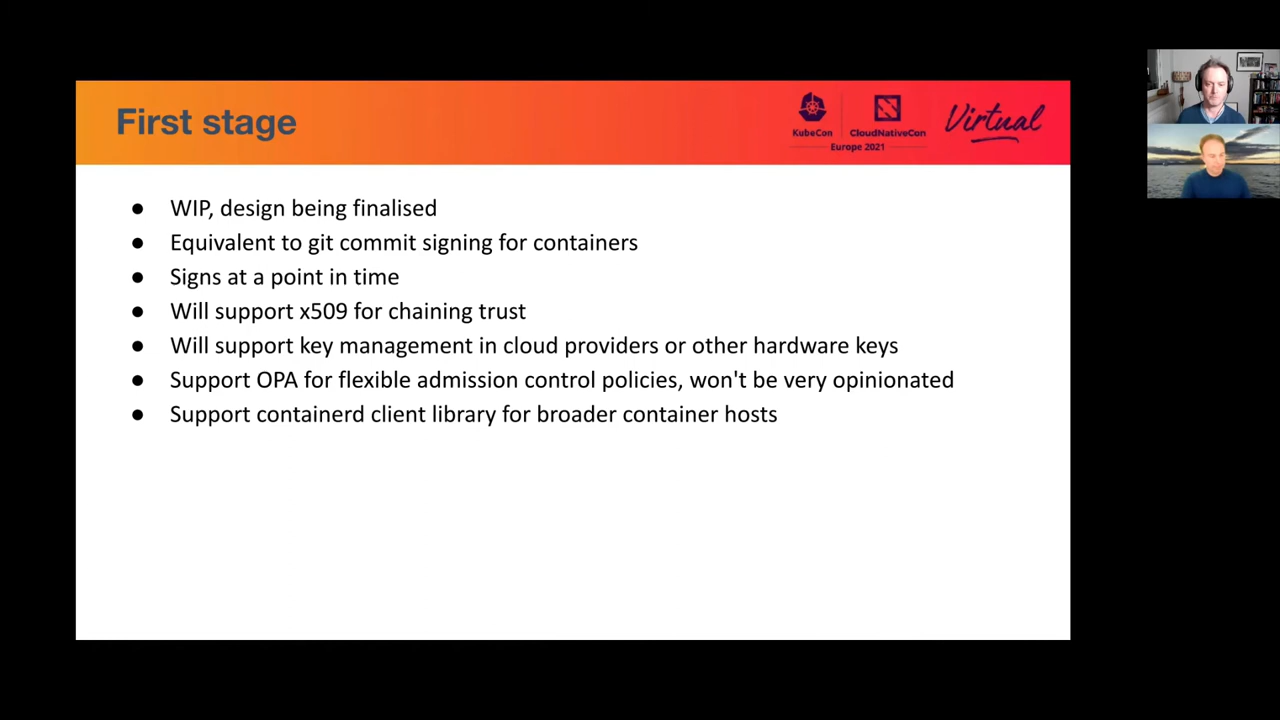 First stage
KubeCon
CloudNativeCon
Europe 2021
Virtual
● WIP, design being finalised
● Equivalent to git commit signing for containers
● Signs at a point in time
● Will support x509 for chaining trust
● Will support key management in cloud providers or other hardware keys
● Support OPA for flexible admission control policies, won't be very opinionated
● Support containerd client library for broader container hosts